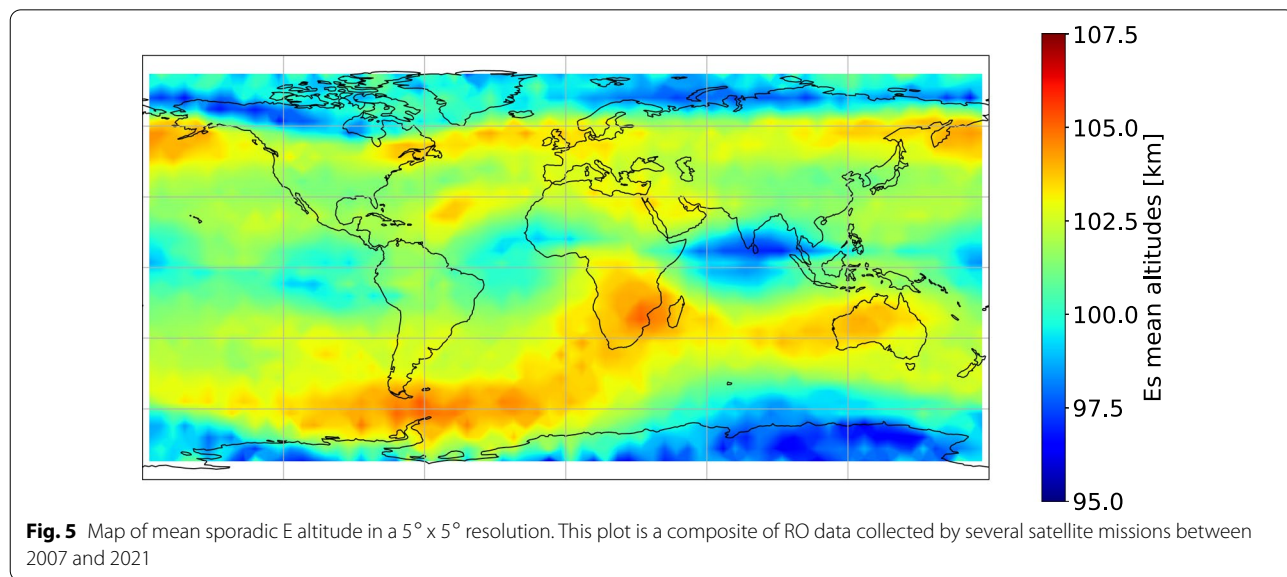 107.5
105.0
102.5
100.0
97.5
95.0
Es mean altitudes [km]
Fig. 5 Map of mean sporadic E altitude in a 5° x 5° resolution. This plot is a composite of RO data collected by several satellite missions between
2007 and 2021